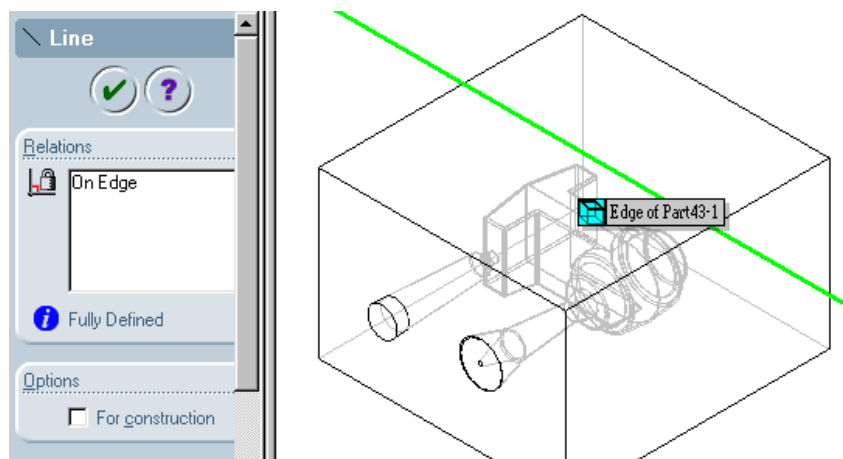 Line
?
Relations
On Edge
i Fully Defined
Options
For construction
Edge of Part43-1